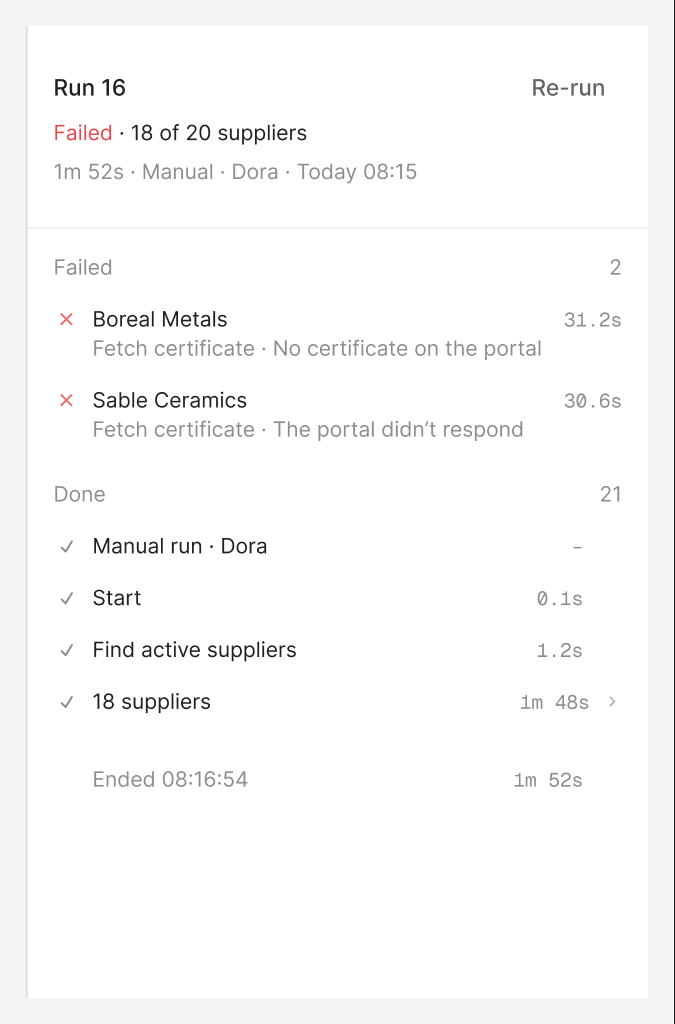 Run 16 Re-run
Failed · 18 of 20 suppliers
1m 52s · Manual · Dora · Today 08:15
Failed 2
Boreal Metals 31.2s
Fetch certificate · No certificate on the portal
Sable Ceramics 30.6s
Fetch certificate · The portal didn’t respond
Done 21
Manual run · Dora –
Start 0.1s
Find active suppliers 1.2s
18 suppliers 1m 48s
Ended 08:16:54 1m 52s